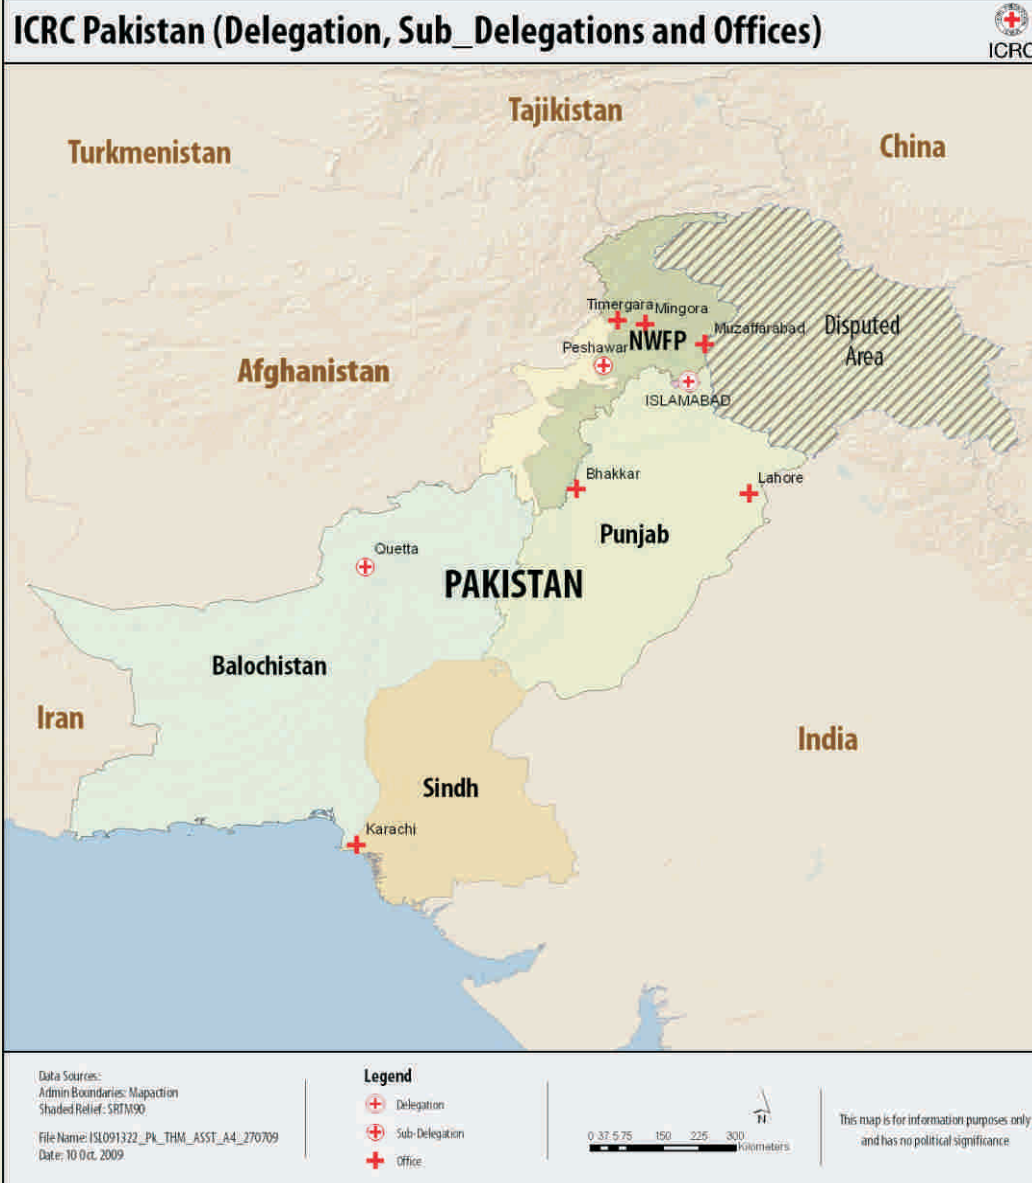 ICRC Pakistan (Delegation, Sub_Delegations and Offices)
ICRC
Tajikistan
Turkmenistan
China
Timergara
Mingora
Muzaffarabad
Disputed
Area
Peshawar
NWFP
Afghanistan
ISLAMABAD
Bhakkar
Lahore
Punjab
Quetta
PAKISTAN
Balochistan
Iran
India
Sindh
Karachi
Data Sources:
Admin Boundaries: Mapaction
Shaded Relief: SRTM90
File Name: ISL091322_Pk_THM_ASST_A4_270709
Date: 10 Oct. 2009
Legend
Delegation
Sub-Delegation
Office
N
0 37.5 75 150 225 300
Kilometers
This map is for information purposes only
and has no political significance